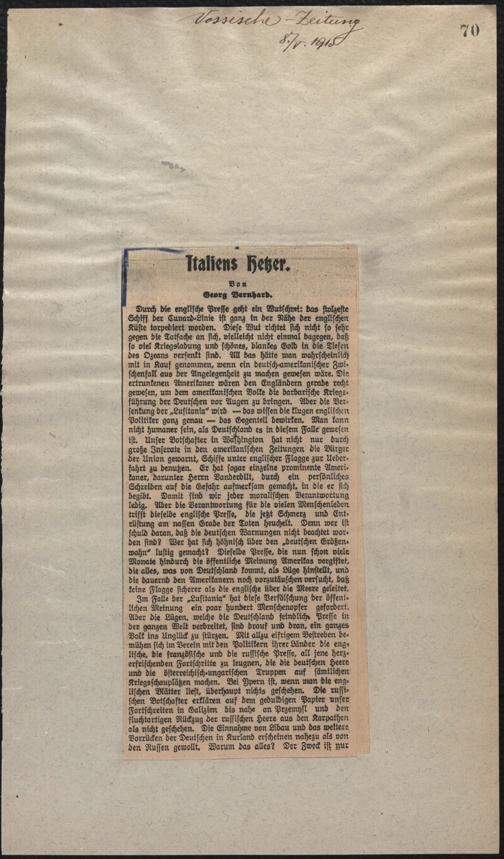 Vossische-Zeitung
8./V. 1915
70
Italiens Hetzer.
Von
Georg Bernhard.
Durch die englische Presse geht ein Wutschrei: das stolzeste
Schiff der Cunard-Linie ist ganz in der Nähe der englischen
Küste torpediert worden. Diese Wut richtet sich nicht so sehr
gegen die Tatsache an sich, vielleicht nicht einmal dagegen, daß
so viel Kriegsladung und schönes, blankes Gold in die Tiefen
des Ozeans versenkt sind. All das hätte man wahrscheinlich
mit in Kauf genommen, wenn ein deutsch-amerikanischer Zwi-
schenfall aus der Angelegenheit zu machen gewesen wäre. Die
ertrunkenen Amerikaner wären den Engländern gerade recht
gewesen, um dem amerikanischen Volke die barbarische Kriegs-
führung der Deutschen vor Augen zu bringen. Aber die Ver-
senkung der „Lusitania“ wird — das wissen die klugen englischen
Politiker ganz genau — das Gegenteil bewirken. Man kann
nicht humaner sein, als Deutschland es in diesem Falle gewesen
ist. Unser Botschafter in Washington hat nicht nur durch
große Inserate in den amerikanischen Zeitungen die Bürger
der Union gewarnt, Schiffe unter englischer Flagge zur Ueber-
fahrt zu benutzen. Er hat sogar einzelne prominente Ameri-
kaner, darunter Herrn Vanderbilt, durch ein persönliches
Schreiben auf die Gefahr aufmerksam gemacht, in die er sich
begibt. Damit sind wir jeder moralischen Verantwortung
ledig. Aber die Verantwortung für die vielen Menschenleben
trifft dieselbe englische Presse, die jetzt Schmerz und Ent-
rüstung am nassen Grabe der Toten heuchelt. Denn wer ist
schuld daran, daß die deutschen Warnungen nicht beachtet wor-
den sind? Wer hat sich höhnisch über den „deutschen Größen-
wahn“ lustig gemacht? Dieselbe Presse, die nun schon viele
Monate hindurch die öffentliche Meinung Amerikas vergiftet,
die alles, was von Deutschland kommt, als Lüge hinstellt, und
die dauernd den Amerikanern noch vorzutäuschen versucht, daß
keine Flagge sicherer als die englische über die Meere geleitet.
Im Falle der „Lusitania“ hat diese Verfälschung der öffent-
lichen Meinung ein paar hundert Menschenopfer gefordert.
Aber die Lügen, welche die Deutschland feindliche Presse in
der ganzen Welt verbreitet, sind drauf und dran, ein ganzes
Volk ins Unglück zu stürzen. Mit allzu eifrigem Bestreben be-
mühen sich im Verein mit den Politikern ihrer Länder die eng-
lische, die französische und die russische Presse, all jene herz-
erfrischenden Fortschritte zu leugnen, die die deutschen Heere
und die österreichisch-ungarischen Truppen auf sämtlichen
Kriegsschauplätzen machen. Bei Ypern ist, wenn man die eng-
lischen Blätter liest, überhaupt nichts geschehen. Die russi-
schen Botschafter erklären auf dem geduldigen Papier unser
Fortschreiten in Galizien bis nahe an Przemysl und den
fluchtartigen Rückzug der russischen Heere aus den Karpathen
als nicht geschehen. Die Einnahme von Libau und das weitere
Vorrücken der Deutschen in Kurland erscheinen nahezu als von
den Russen gewollt. Warum das alles? Der Zweck ist nur